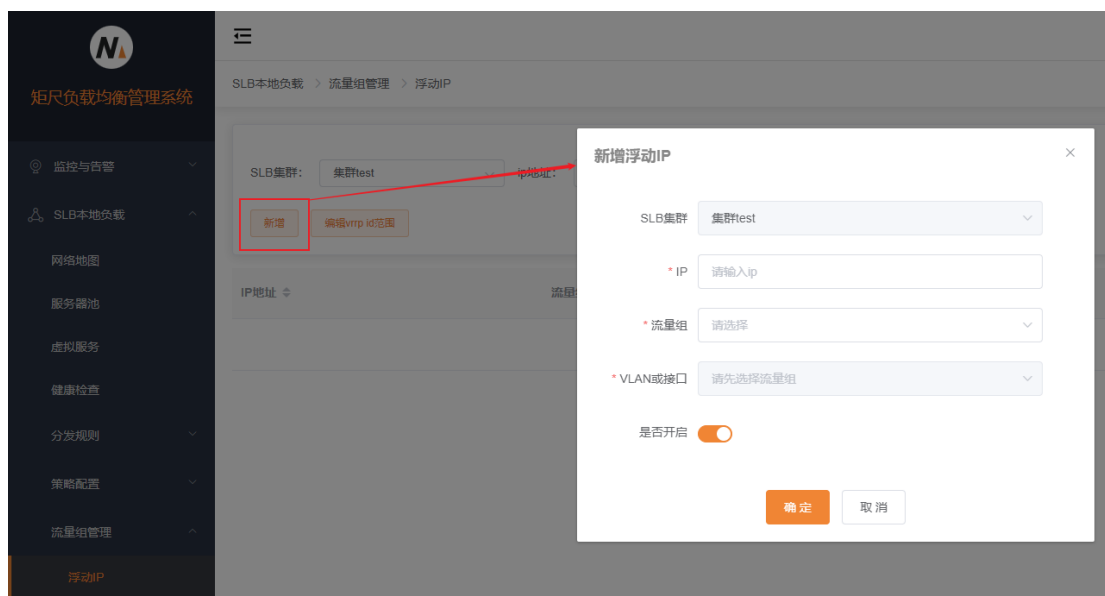 N
矩尺负载均衡管理系统
监控与告警
SLB本地负载
网络地图
服务器池
虚拟服务
健康检查
分发规则
策略配置
流量组管理
浮动IP
SLB本地负载 > 流量组管理 > 浮动IP
SLB集群: 集群test ip地址:
新增 编辑vrrp id范围
IP地址 流量
新增浮动IP
SLB集群 集群test
* IP 请输入ip
* 流量组 请选择
* VLAN或接口 请先选择流量组
是否开启
确定 取消